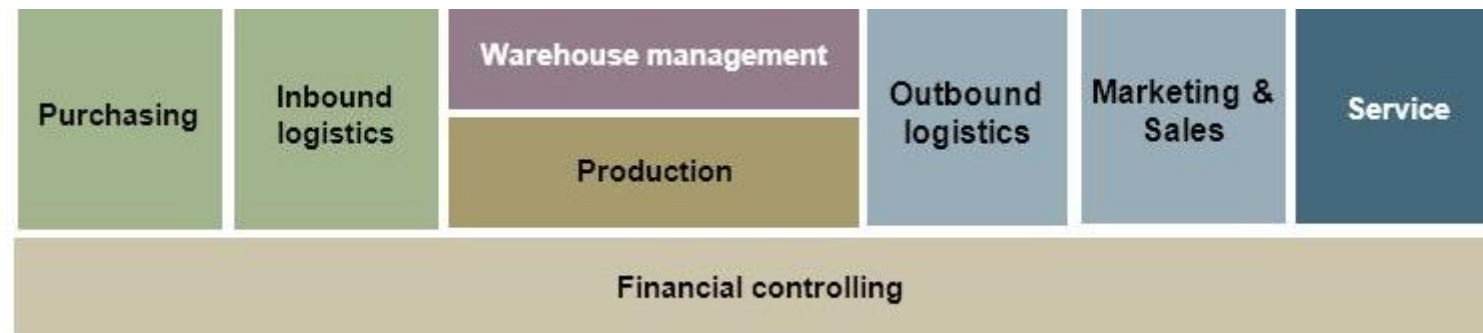 Purchasing
Inbound
logistics
Warehouse management
Production
Outbound
logistics
Marketing &
Sales
Service
Financial controlling